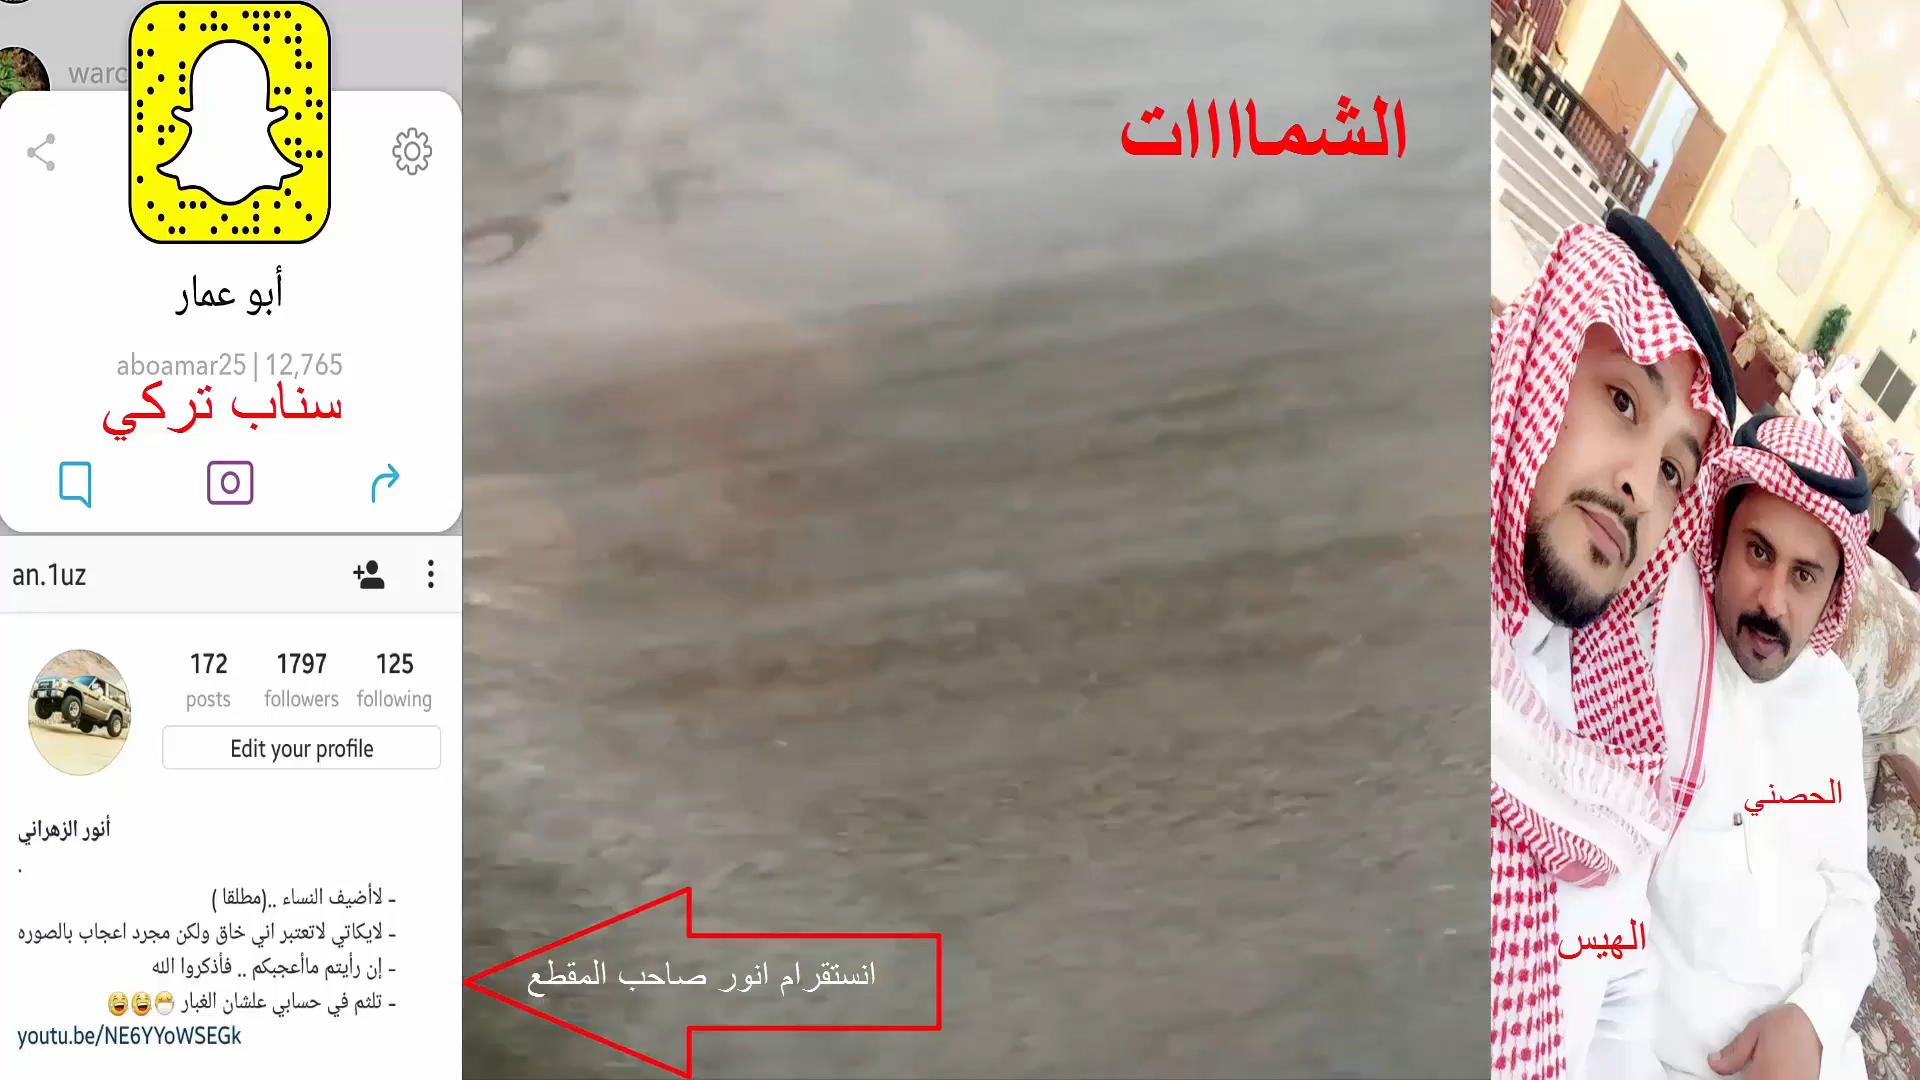 warc
أبو عمار
aboamar25 | 12,765
سناب تركي
an.1uz
172 1797 125
posts followers following
Edit your profile
أنور الزهراني
.
- لاأضيف النساء ..(مطلقا )
- لايكاتي لاتعتبر اني خاق ولكن مجرد اعجاب بالصوره
- إن رأيتم ماأعجبكم .. فأذكروا الله
- تلثم في حسابي علشان الغبار 😷😂😂
youtu.be/NE6YYoWSEGk
الشماااات
انستقرام انور صاحب المقطع
الحصني
الهيس